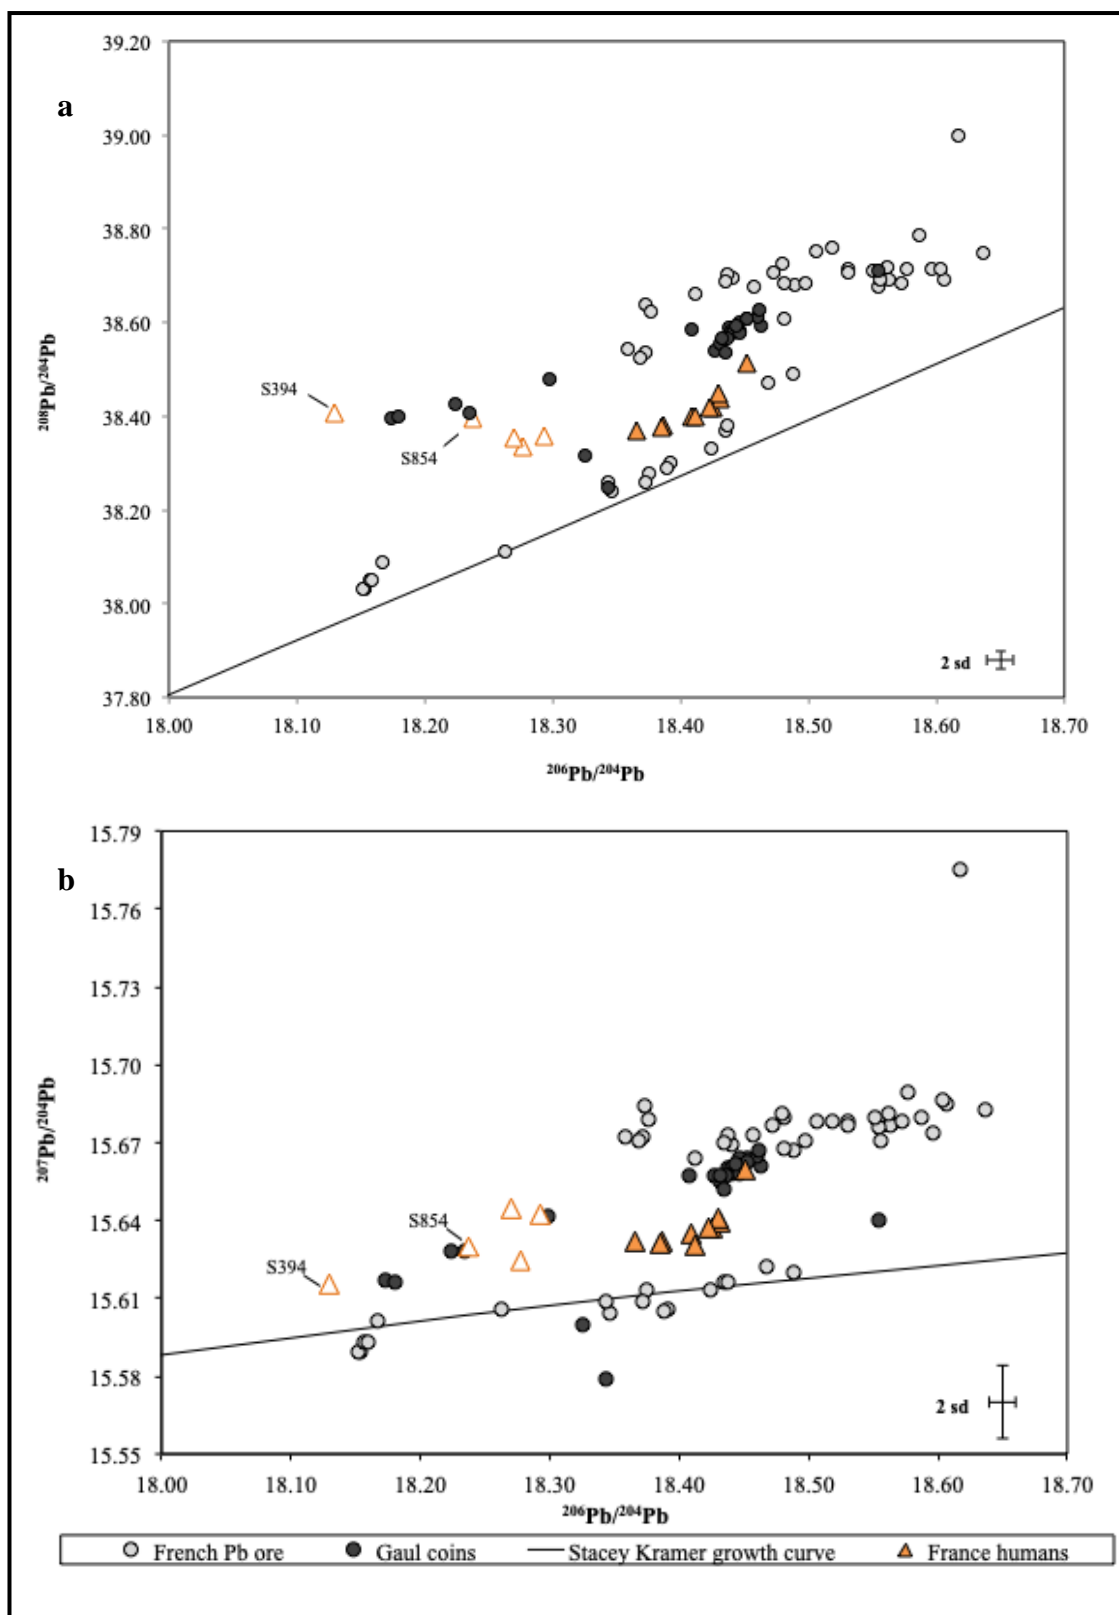 a
39.20
39.00
38.80
38.60
38.40
38.20
38.00
37.80
²⁰⁸Pb/²⁰⁴Pb
S394
S854
2 sd
18.00 18.10 18.20 18.30 18.40 18.50 18.60 18.70
²⁰⁶Pb/²⁰⁴Pb
b
15.79
15.76
15.73
15.70
15.67
15.64
15.61
15.58
15.55
²⁰⁷Pb/²⁰⁴Pb
S854
S394
2 sd
18.00 18.10 18.20 18.30 18.40 18.50 18.60 18.70
²⁰⁶Pb/²⁰⁴Pb
French Pb ore Gaul coins Stacey Kramer growth curve France humans